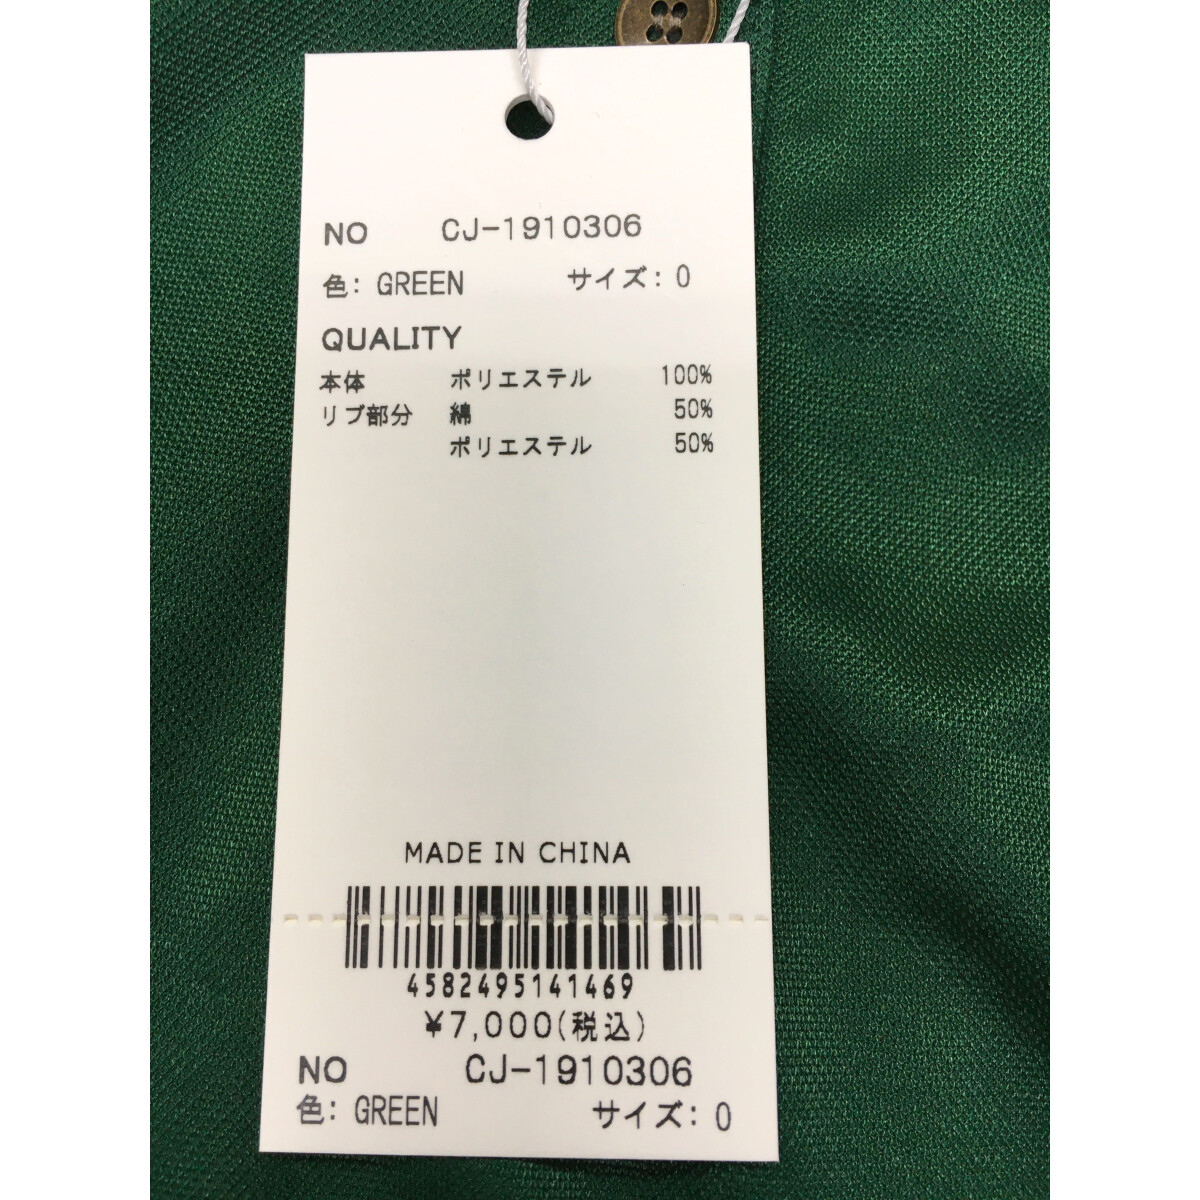 NO CJ-1910306
色: GREEN サイズ: 0
QUALITY
本体 ポリエステル 100%
リブ部分 綿 50%
ポリエステル 50%
MADE IN CHINA
4582495141469
¥7,000(税込)
NO CJ-1910306
色: GREEN サイズ: 0